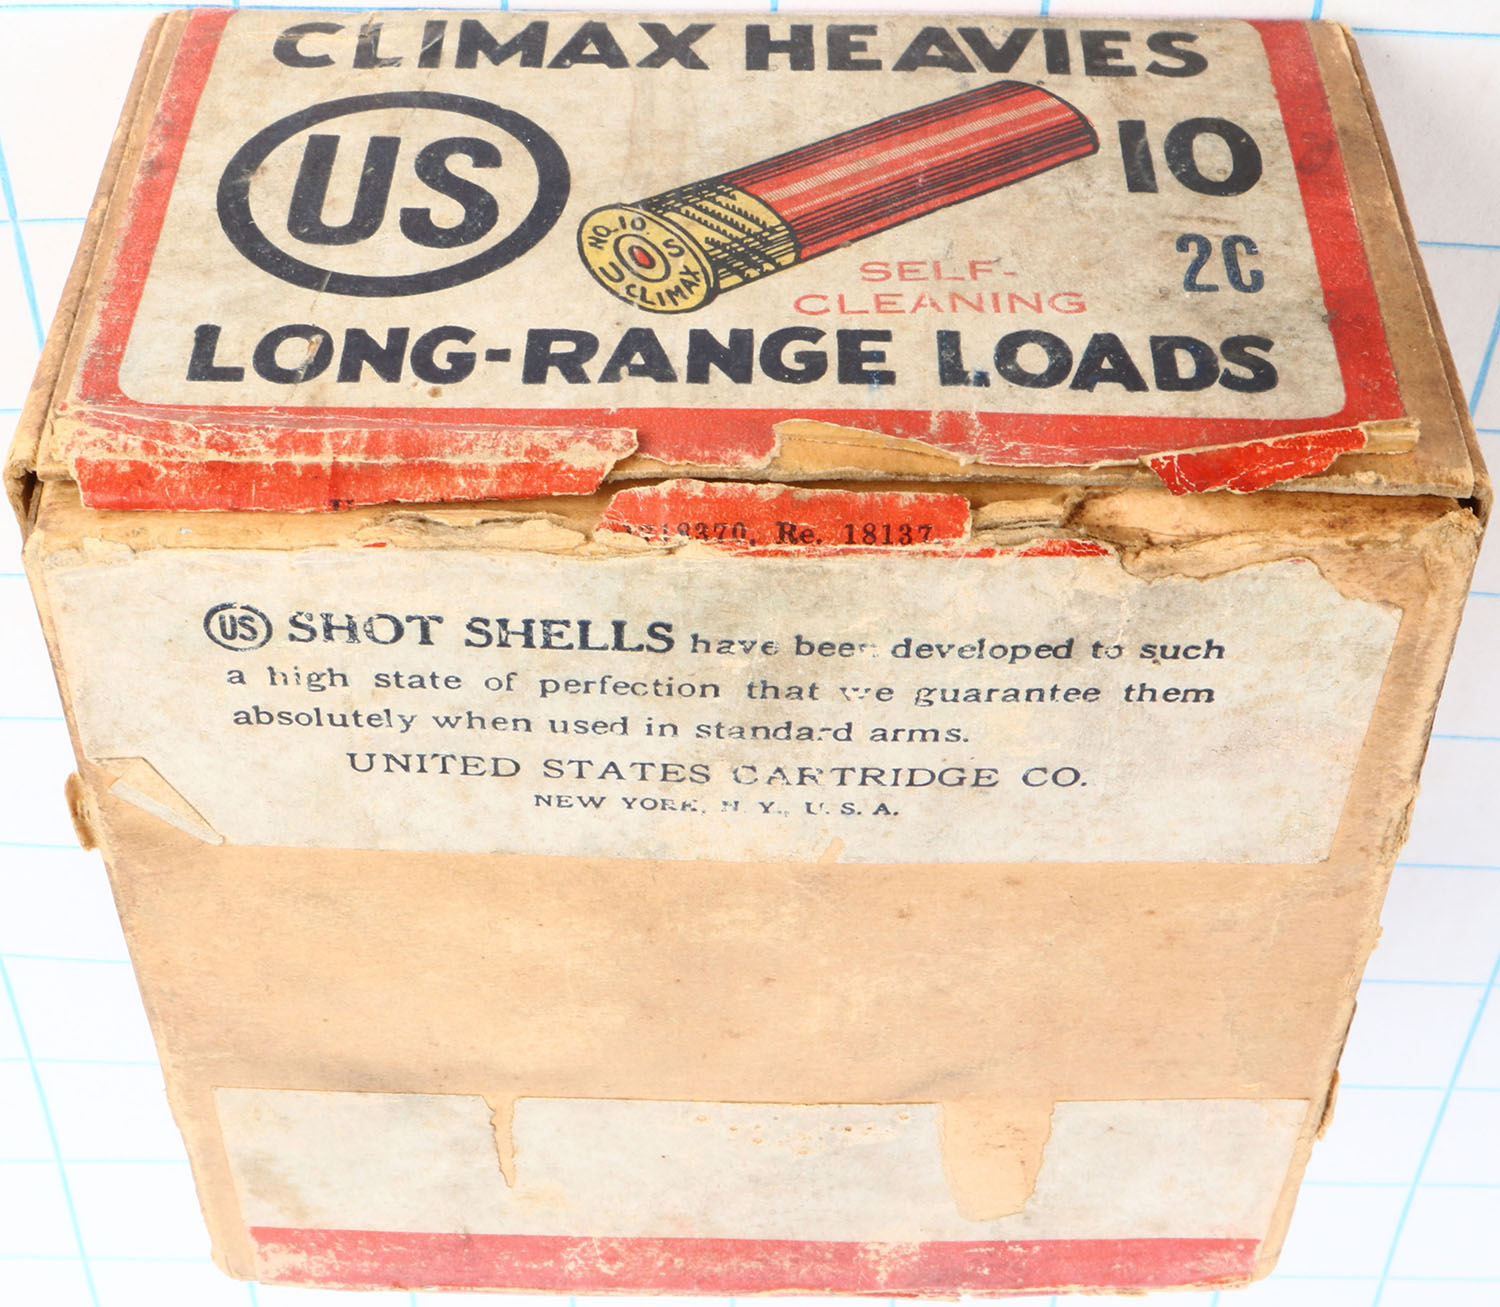 CLIMAX HEAVIES
US
10
NO. 10. S
U CLIMAX
2C
SELF-
CLEANING
LONG-RANGE LOADS
18370, Re. 18137
US SHOT SHELLS have been developed to such
a high state of perfection that we guarantee them
absolutely when used in standard arms.
UNITED STATES CARTRIDGE CO.
NEW YORK, N. Y., U. S. A.